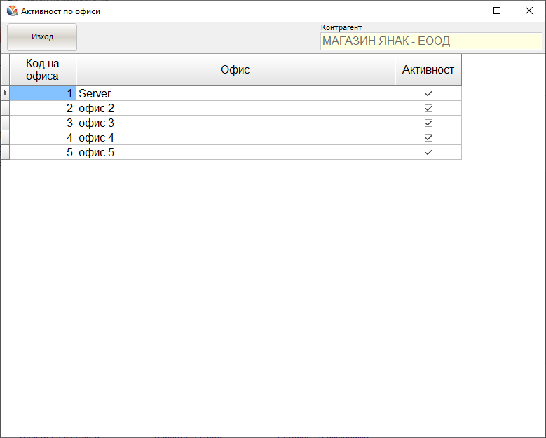 Активност по офиси
Изход
Контрагент
МАГАЗИН ЯНАК - ЕООД
Код на офиса Офис Активност
1 Server
2 офис 2
3 офис 3
4 офис 4
5 офис 5